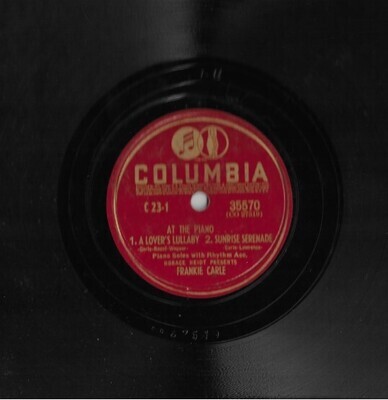 COLUMBIA
C 23-1 35570
AT THE PIANO
1. A LOVER'S LULLABY 2. SUNRISE SERENADE
Piano Solos with Rhythm Acc.
HORACE HEIDT PRESENTS
FRANKIE CARLE